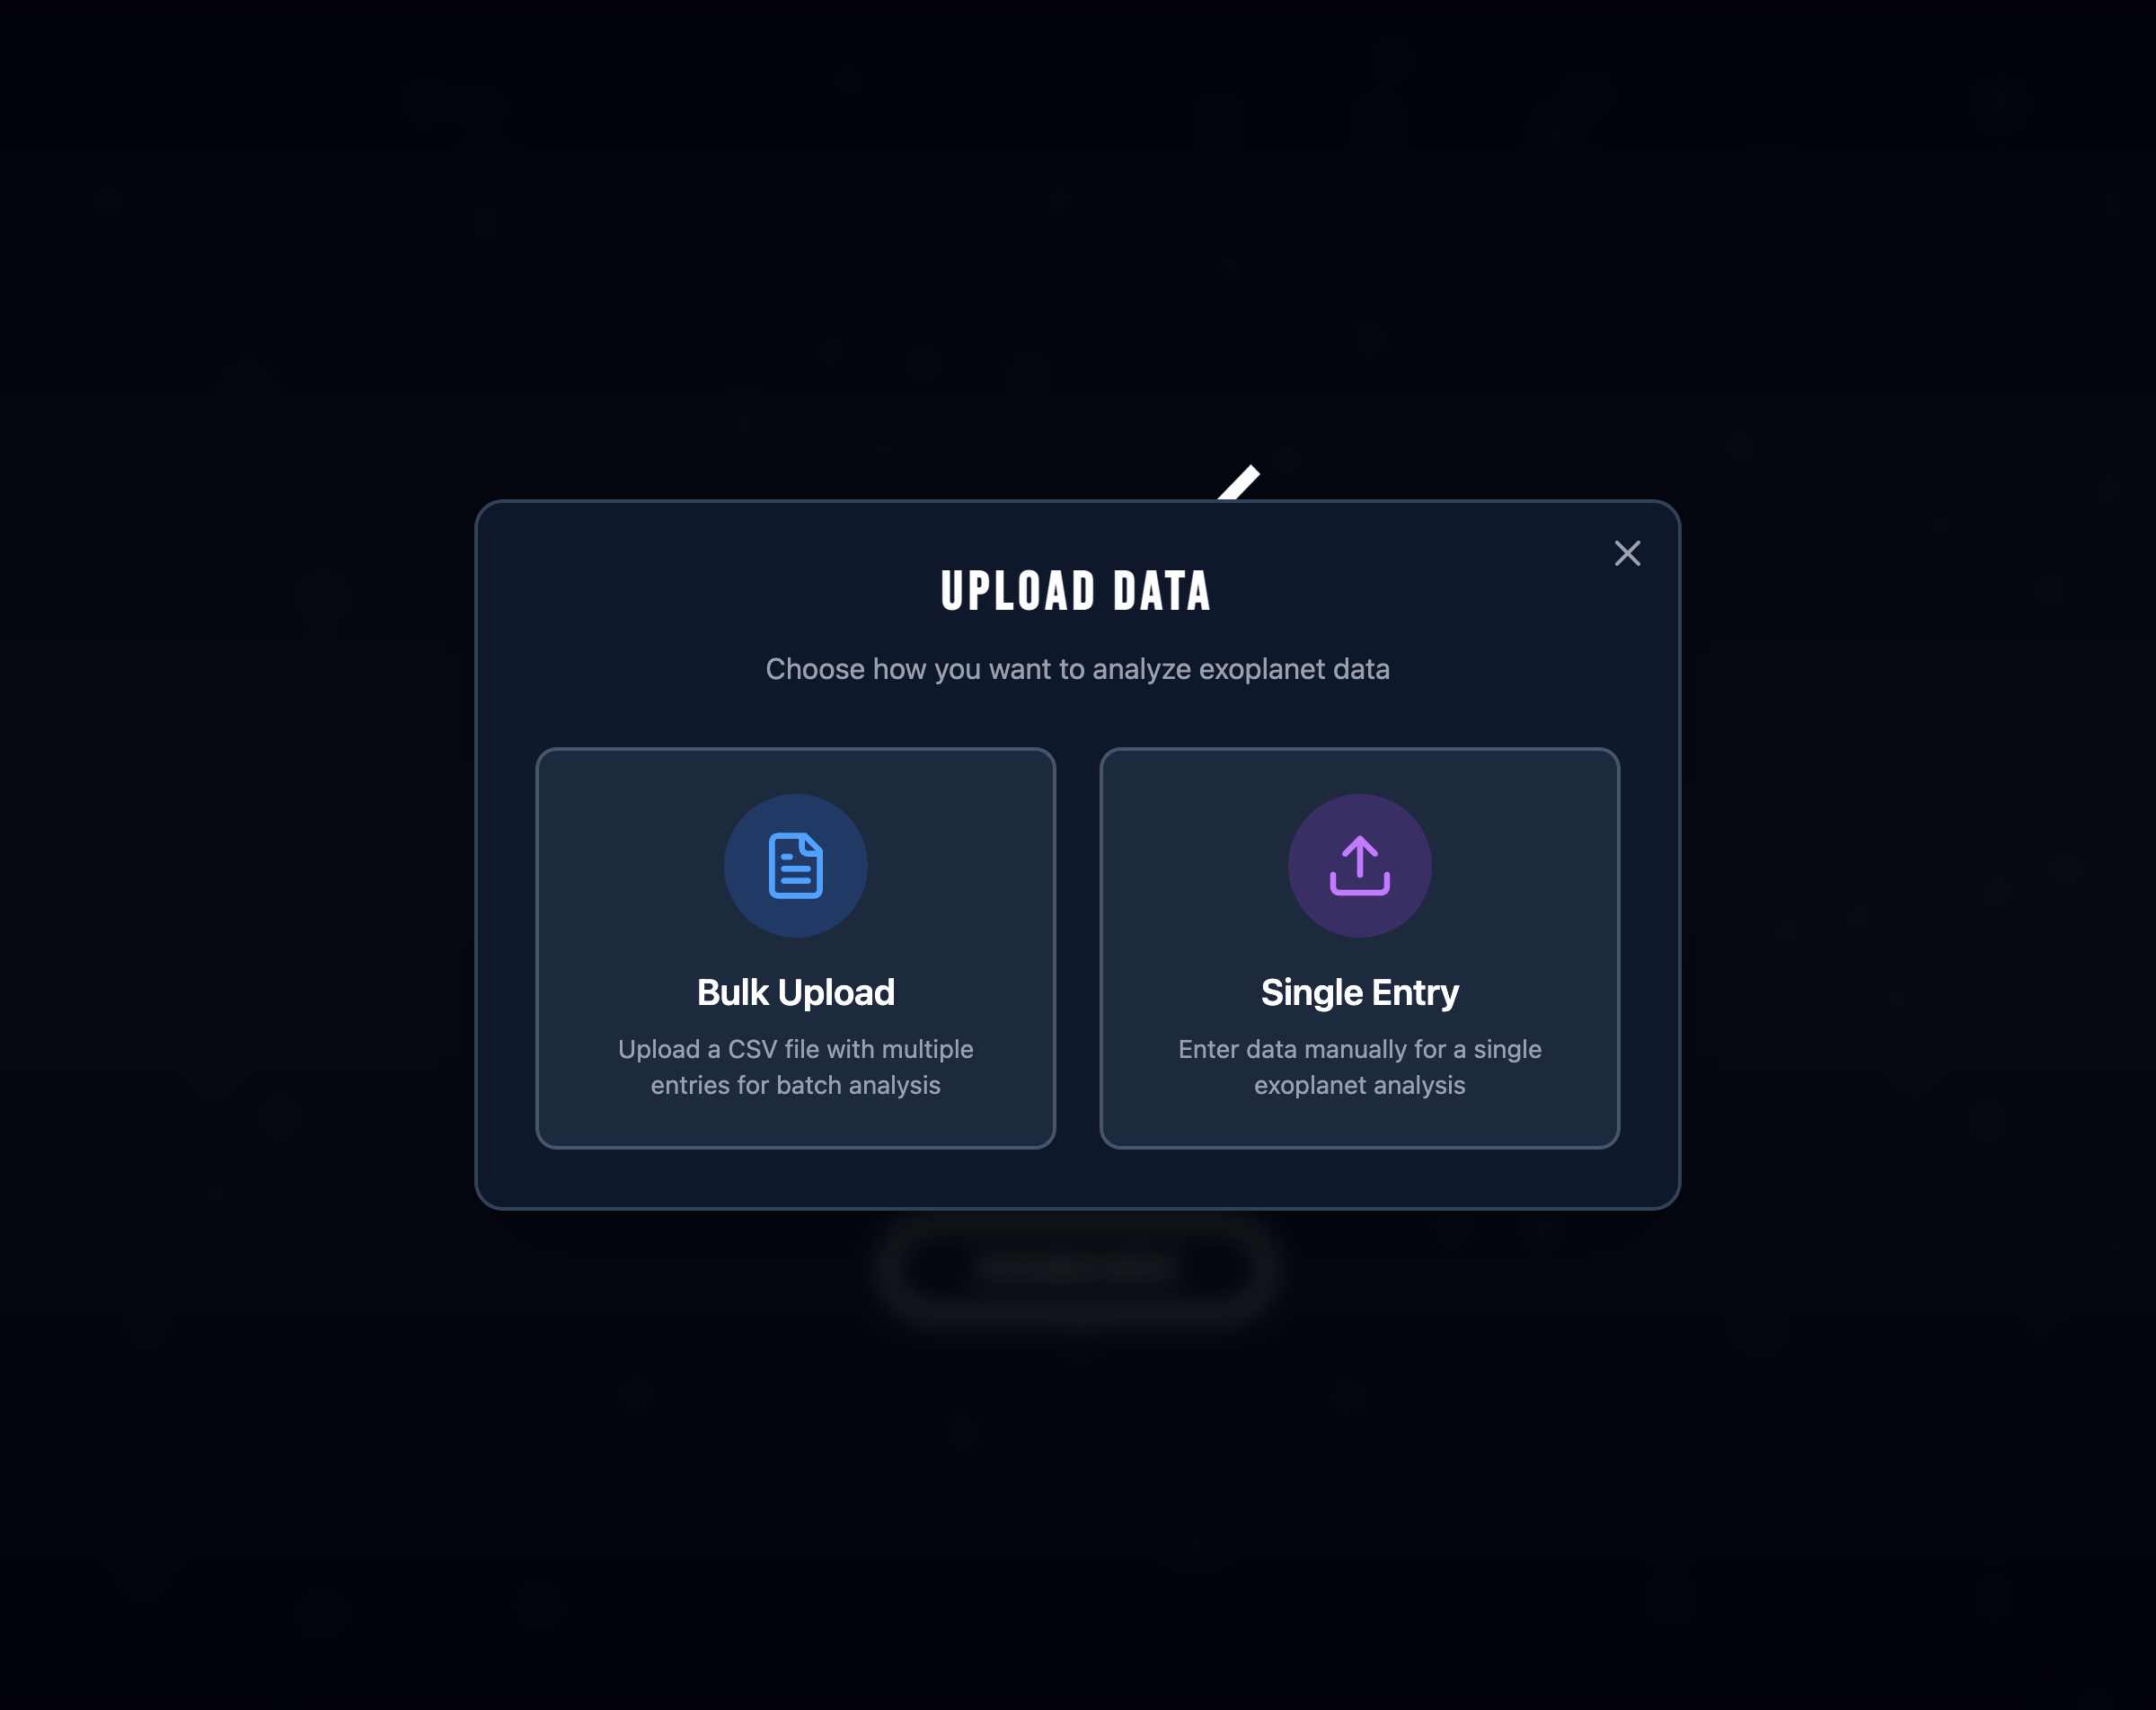 UPLOAD DATA
Choose how you want to analyze exoplanet data
Bulk Upload
Upload a CSV file with multiple
entries for batch analysis
Single Entry
Enter data manually for a single
exoplanet analysis